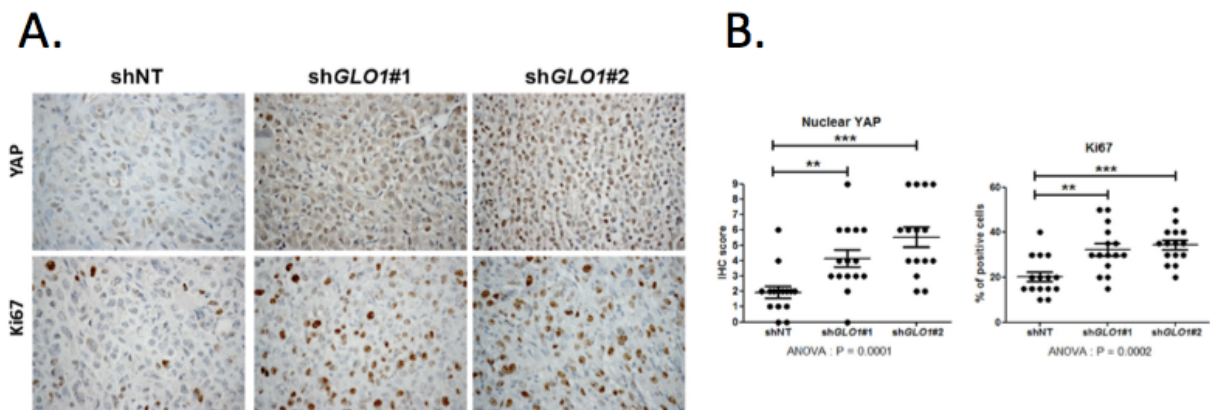 A.
shNT
shGLO1#1
shGLO1#2
YAP
Ki67
B.
Nuclear YAP
***
**
IHC score
9
8
7
6
5
4
3
2
1
0
shNT
shGLO1#1
shGLO1#2
ANOVA : P = 0.0001
Ki67
***
**
% of positive cells
60
40
20
0
shNT
shGLO1#1
shGLO1#2
ANOVA : P = 0.0002